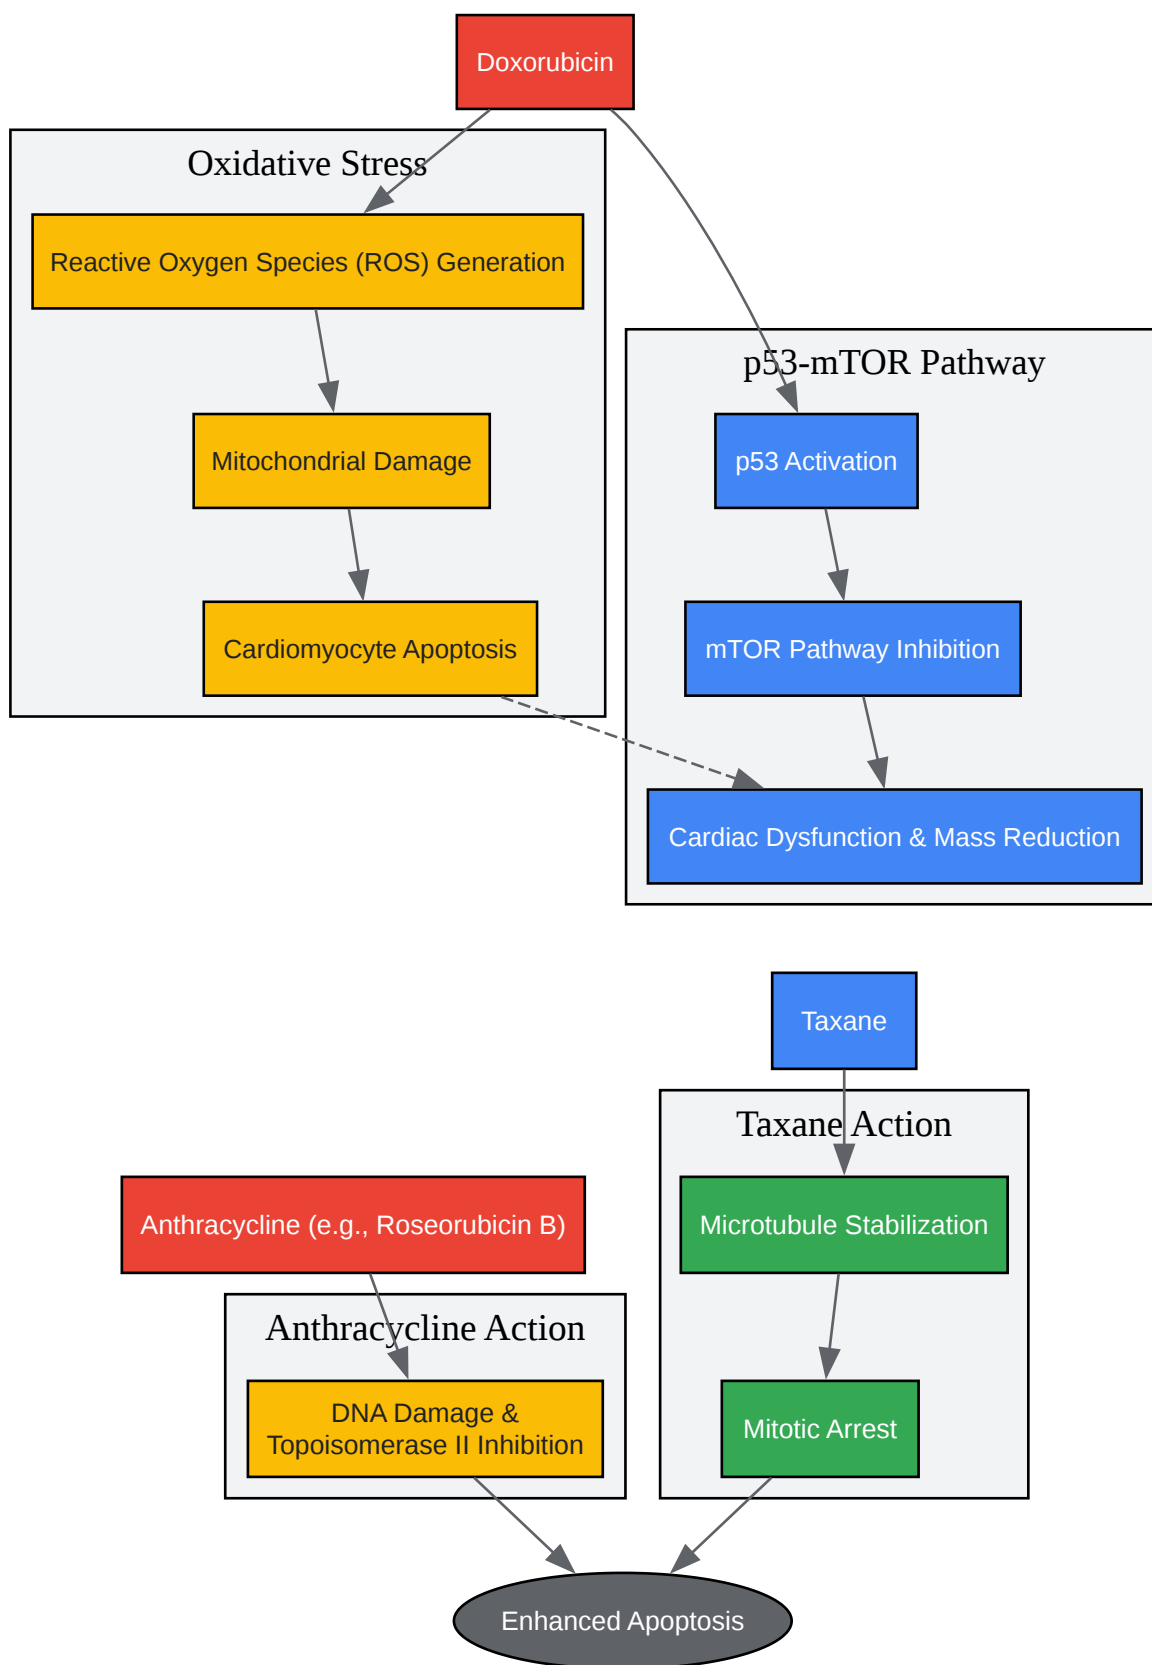 Doxorubicin
Oxidative Stress
Reactive Oxygen Species (ROS) Generation
Mitochondrial Damage
Cardiomyocyte Apoptosis
p53-mTOR Pathway
p53 Activation
mTOR Pathway Inhibition
Cardiac Dysfunction & Mass Reduction
Taxane
Taxane Action
Microtubule Stabilization
Mitotic Arrest
Anthracycline (e.g., Roseorubicin B)
Anthracycline Action
DNA Damage &
Topoisomerase II Inhibition
Enhanced Apoptosis